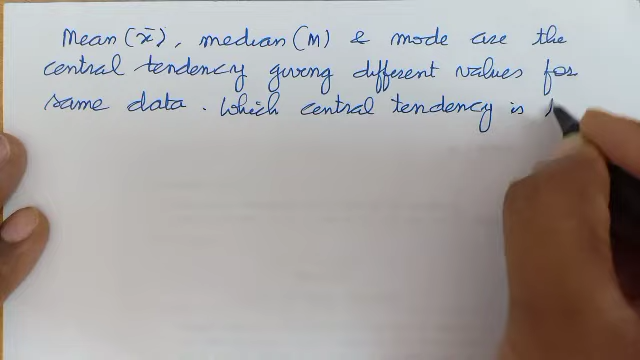 Mean (x̄), median (M) & mode are the
central tendency giving different values for
same data. Which central tendency is